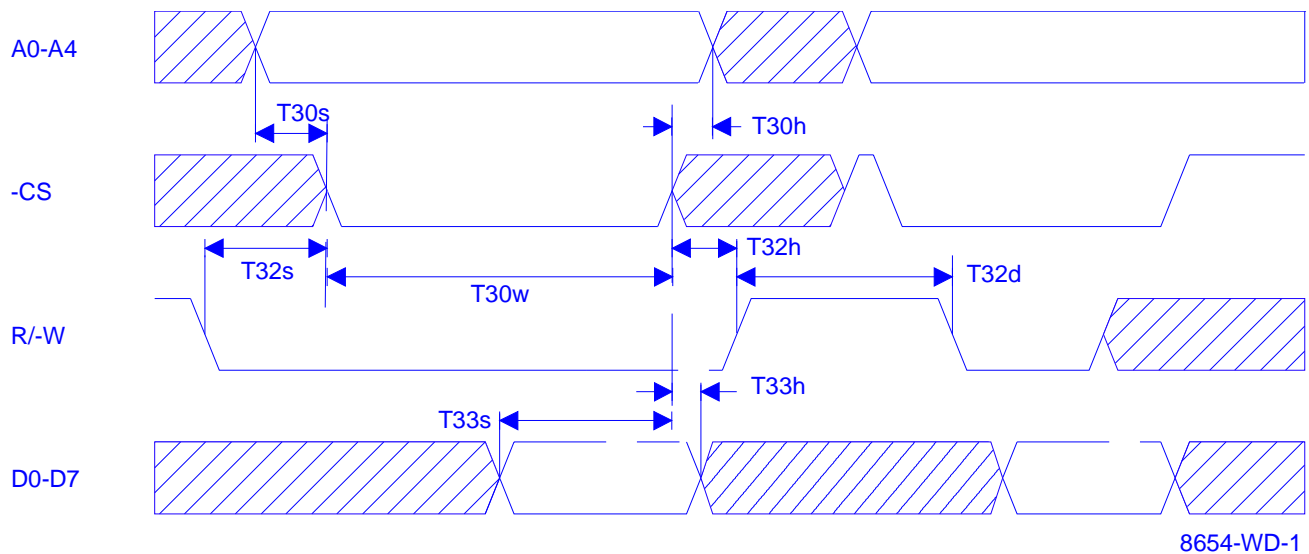 A0-A4
T30s
T30h
-CS
T32s
T30w
T32h
T32d
R/-W
T33s
T33h
D0-D7
8654-WD-1